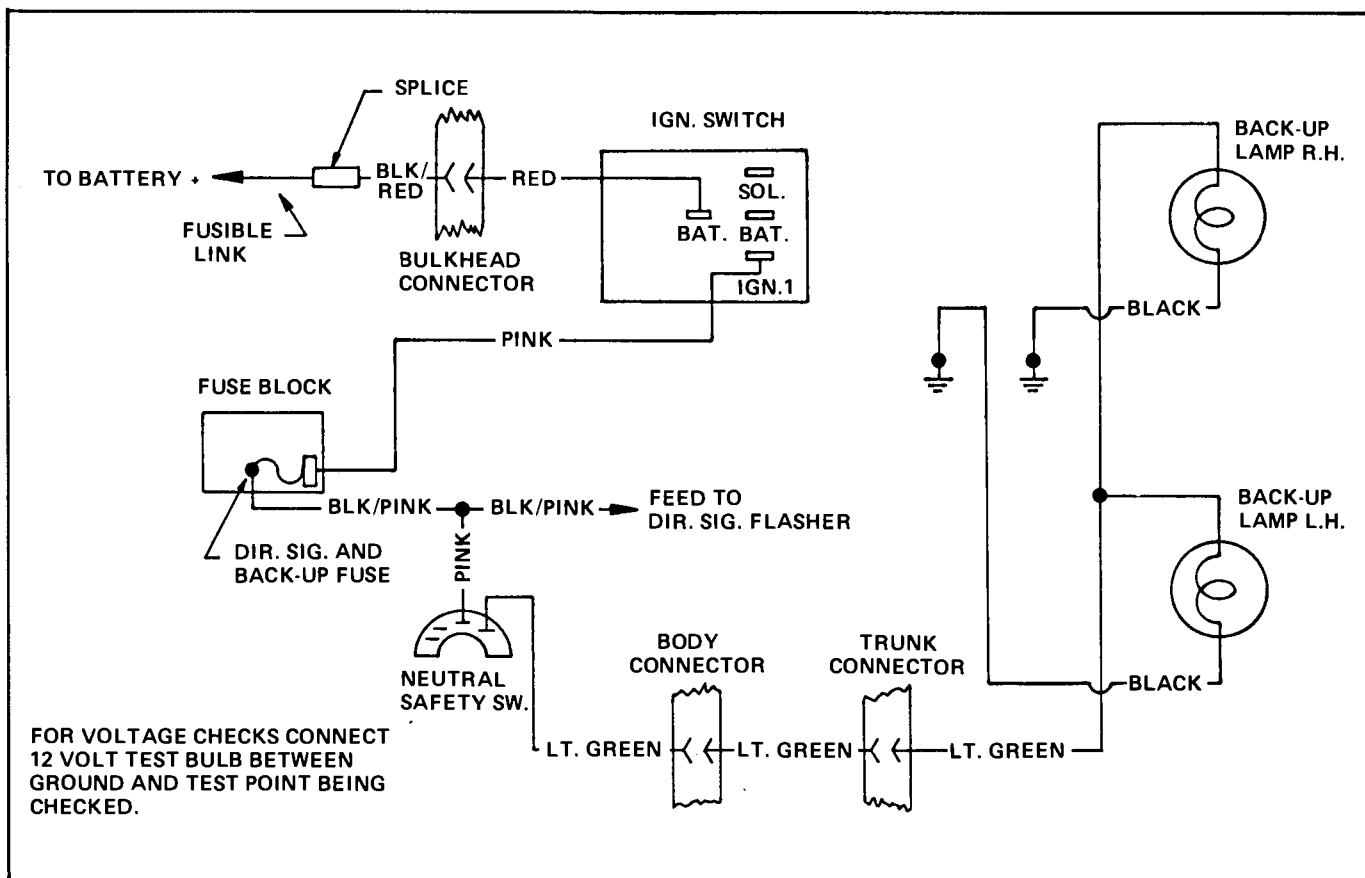 SPLICE
IGN. SWITCH
BACK-UP
LAMP R.H.
TO BATTERY +
BLK/
RED
RED
SOL.
BAT.
BAT.
IGN.1
FUSIBLE
LINK
BULKHEAD
CONNECTOR
BLACK
PINK
FUSE BLOCK
BLK/PINK
BLK/PINK
FEED TO
DIR. SIG. FLASHER
BACK-UP
LAMP L.H.
DIR. SIG. AND
BACK-UP FUSE
PINK
NEUTRAL
SAFETY SW.
BODY
CONNECTOR
TRUNK
CONNECTOR
BLACK
LT. GREEN
LT. GREEN
LT. GREEN
FOR VOLTAGE CHECKS CONNECT
12 VOLT TEST BULB BETWEEN
GROUND AND TEST POINT BEING
CHECKED.